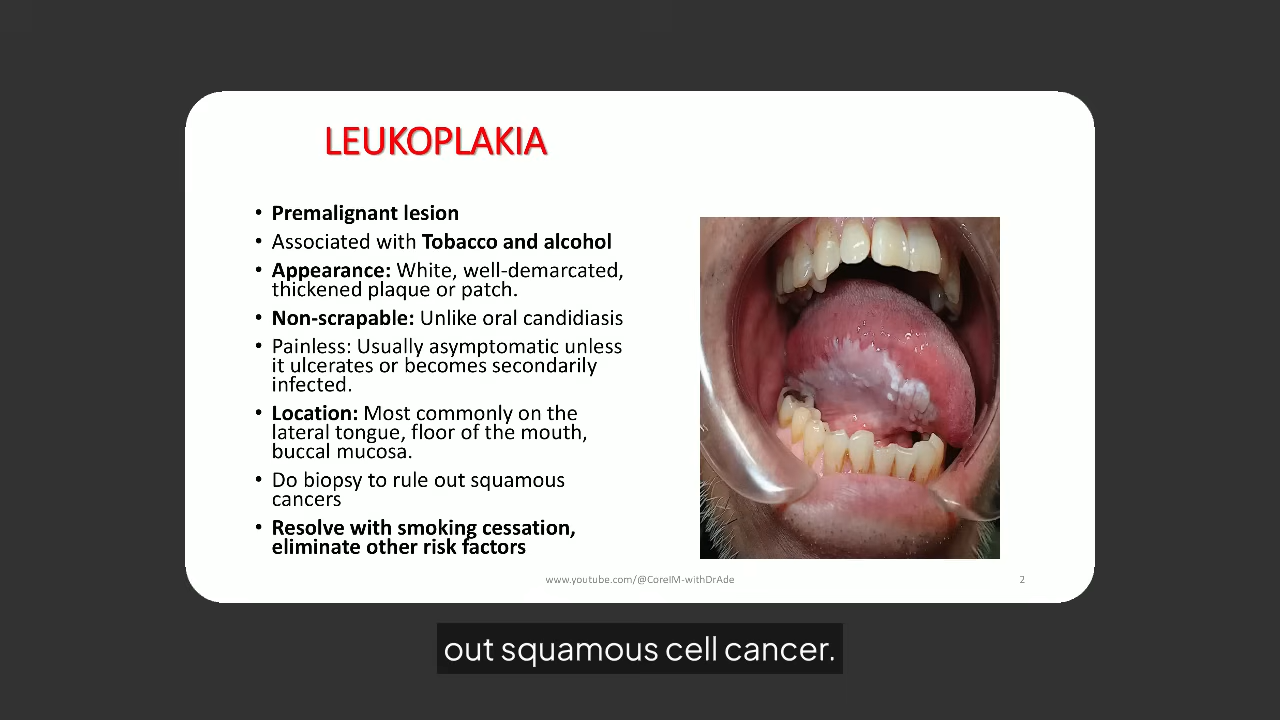 LEUKOPLAKIA
• Premalignant lesion
• Associated with Tobacco and alcohol
• Appearance: White, well-demarcated,
thickened plaque or patch.
• Non-scrapable: Unlike oral candidiasis
• Painless: Usually asymptomatic unless
it ulcerates or becomes secondarily
infected.
• Location: Most commonly on the
lateral tongue, floor of the mouth,
buccal mucosa.
• Do biopsy to rule out squamous
cancers
• Resolve with smoking cessation,
eliminate other risk factors
www.youtube.com/@CoreIM-withDrAde
2
out squamous cell cancer.